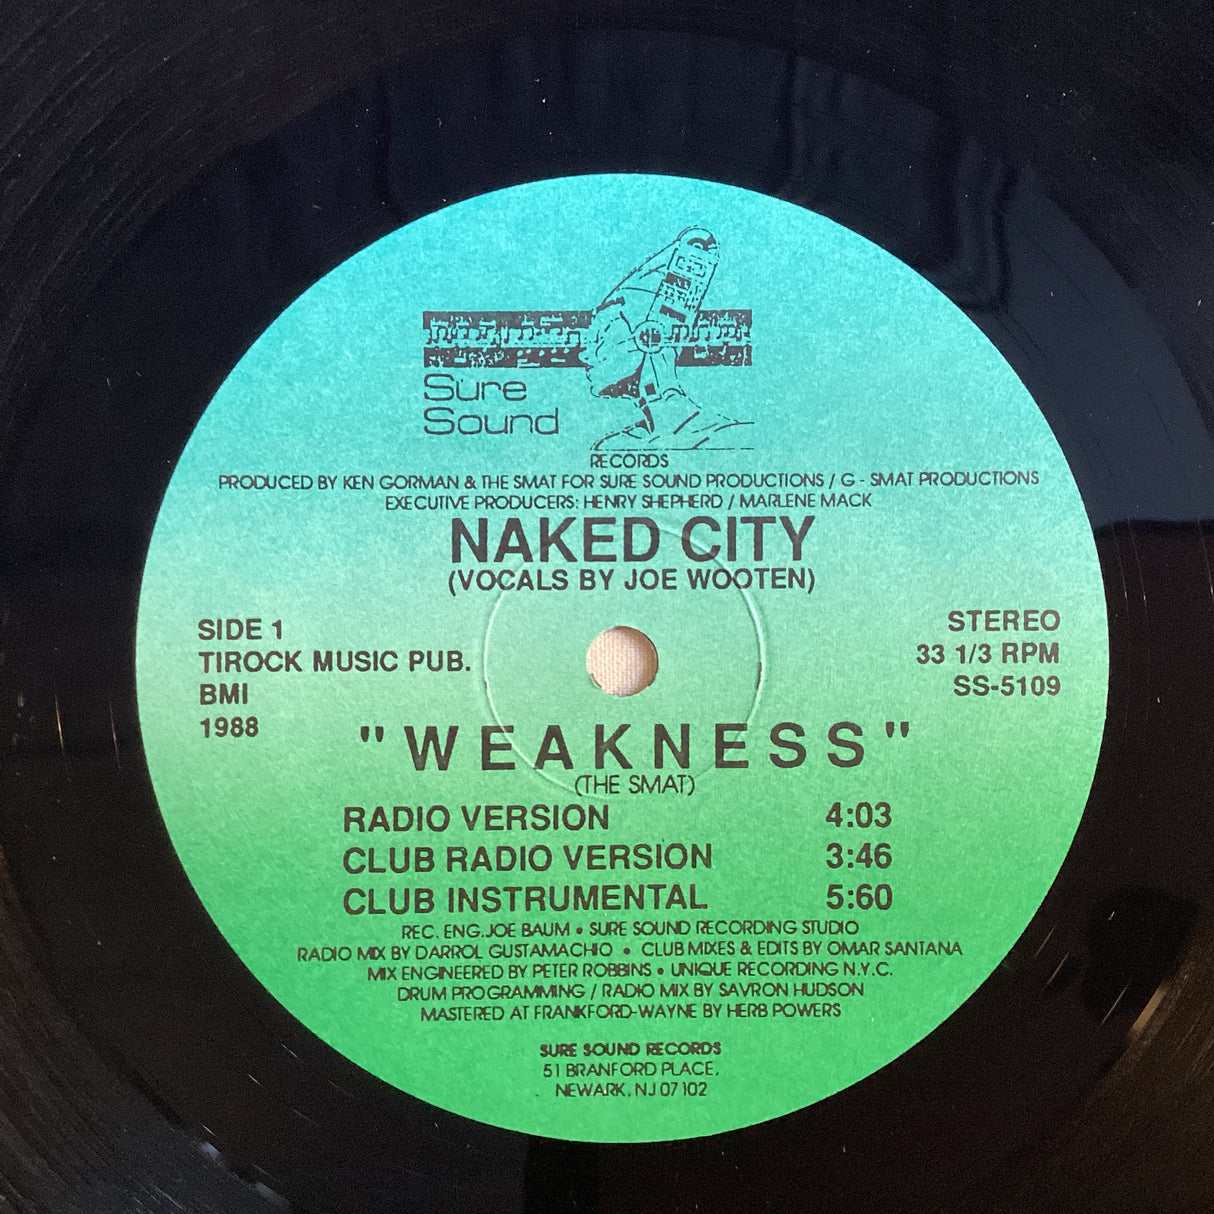 Sure
Sound
RECORDS
PRODUCED BY KEN GORMAN & THE SMAT FOR SURE SOUND PRODUCTIONS / G - SMAT PRODUCTIONS
EXECUTIVE PRODUCERS: HENRY SHEPHERD / MARLENE MACK
NAKED CITY
(VOCALS BY JOE WOOTEN)
SIDE 1
TIROCK MUSIC PUB.
BMI
1988
STEREO
33 1/3 RPM
SS-5109
"WEAKNESS"
(THE SMAT)
RADIO VERSION 4:03
CLUB RADIO VERSION 3:46
CLUB INSTRUMENTAL 5:60
REC. ENG. JOE BAUM • SURE SOUND RECORDING STUDIO
RADIO MIX BY DARROL GUSTAMACHIO • CLUB MIXES & EDITS BY OMAR SANTANA
MIX ENGINEERED BY PETER ROBBINS • UNIQUE RECORDING N.Y.C.
DRUM PROGRAMMING / RADIO MIX BY SAVRON HUDSON
MASTERED AT FRANKFORD-WAYNE BY HERB POWERS
SURE SOUND RECORDS
51 BRANFORD PLACE,
NEWARK, NJ 07102